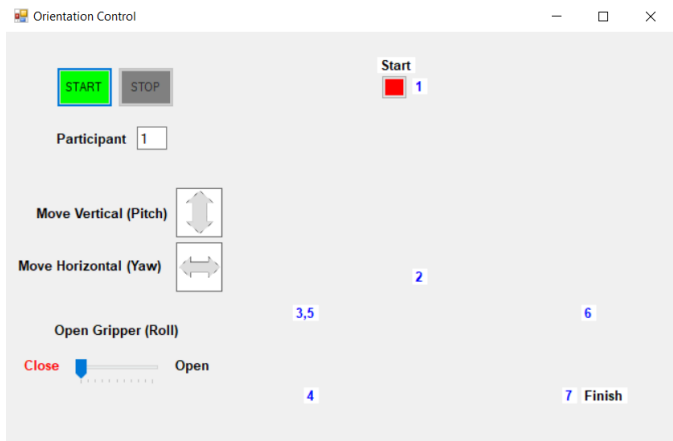 Orientation Control
START STOP
Participant 1
Move Vertical (Pitch)
Move Horizontal (Yaw)
Open Gripper (Roll)
Close Open
Start
1
2
3,5
6
4
7 Finish